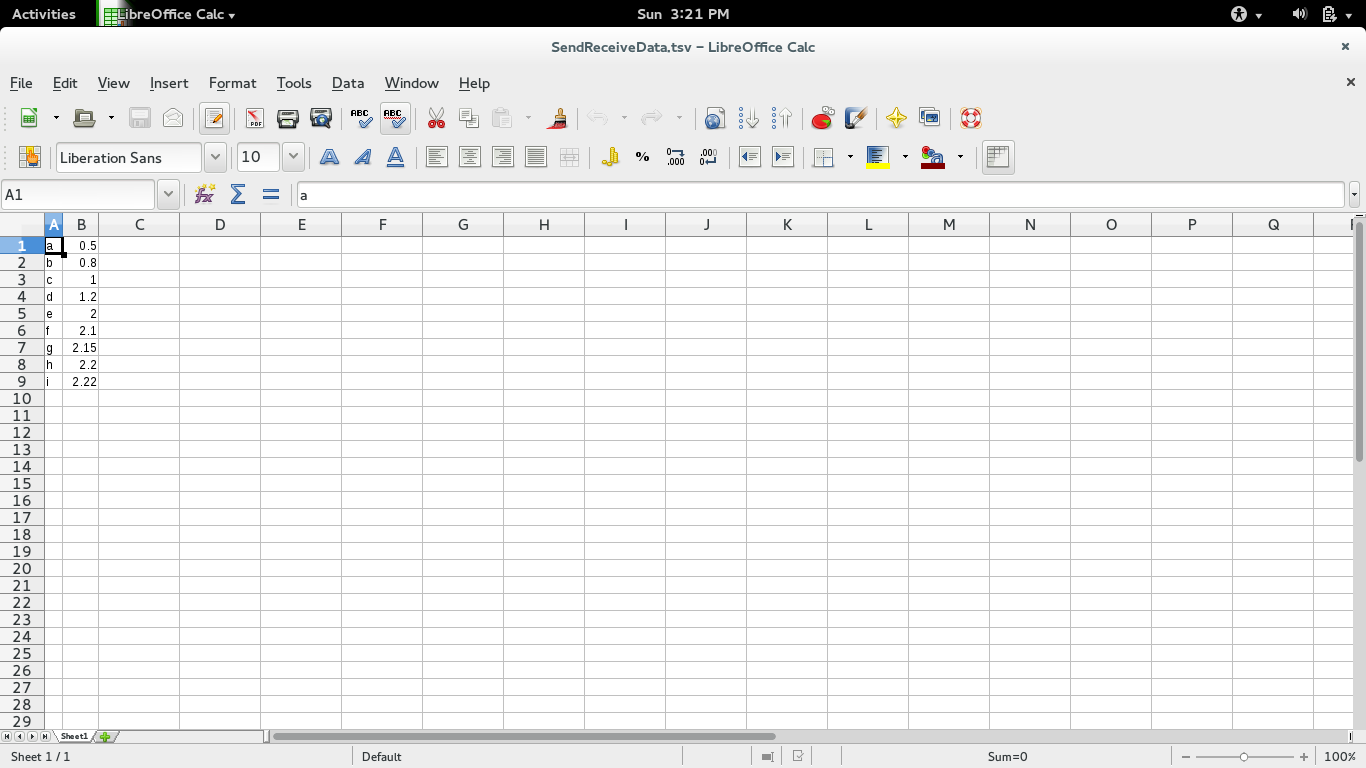 Activities LibreOffice Calc Sun 3:21 PM
SendReceiveData.tsv - LibreOffice Calc
File Edit View Insert Format Tools Data Window Help
Liberation Sans 10
A1 a
A B C D E F G H I J K L M N O P Q
1 a 0.5
2 b 0.8
3 c 1
4 d 1.2
5 e 2
6 f 2.1
7 g 2.15
8 h 2.2
9 i 2.22
10
11
12
13
14
15
16
17
18
19
20
21
22
23
24
25
26
27
28
29
Sheet1
Sheet 1 / 1 Default Sum=0 100%